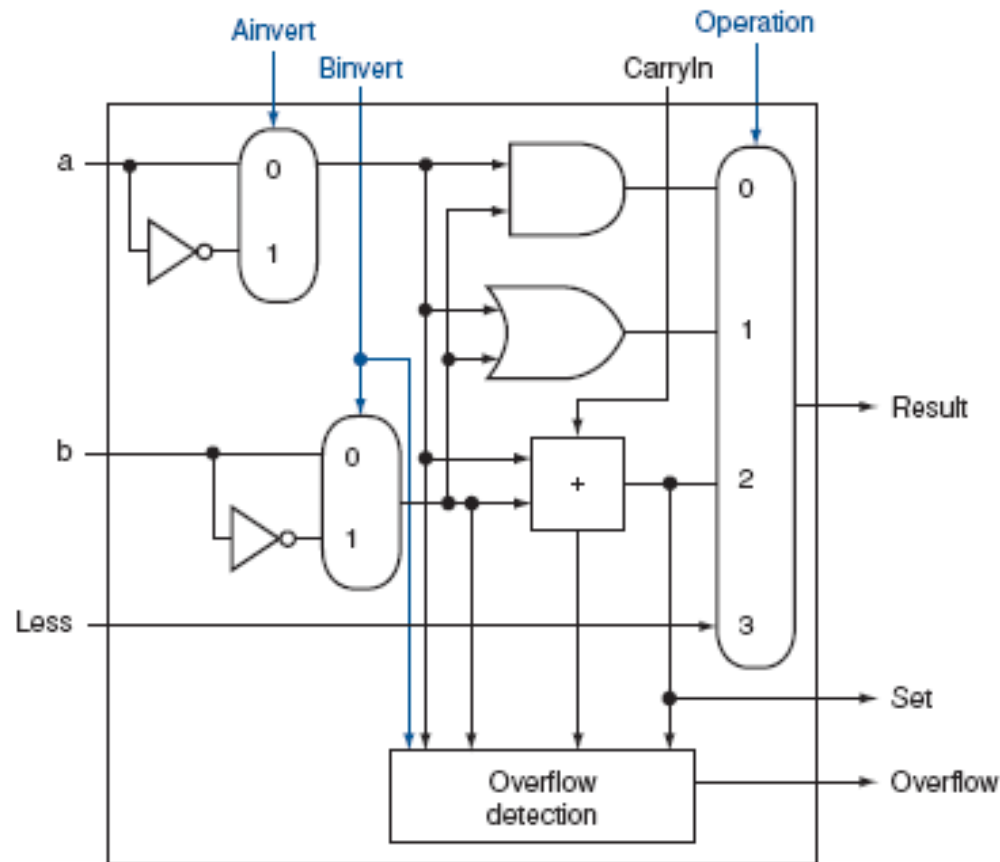 Ainvert
Operation
Binvert
CarryIn
a
0
0
1
1
b
0
+
2
1
Result
Less
3
Set
Overflow
detection
Overflow